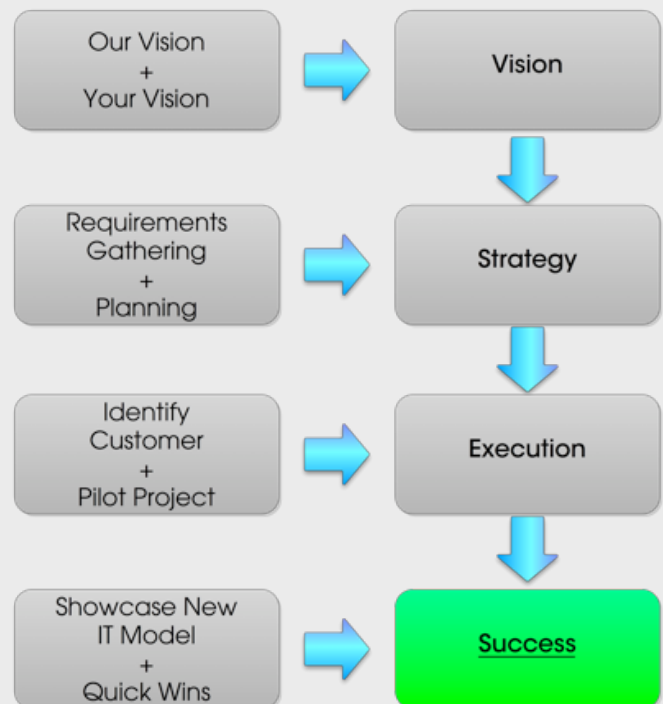 Our Vision
+
Your Vision
Vision
Requirements
Gathering
+
Planning
Strategy
Identify
Customer
+
Pilot Project
Execution
Showcase New
IT Model
+
Quick Wins
Success